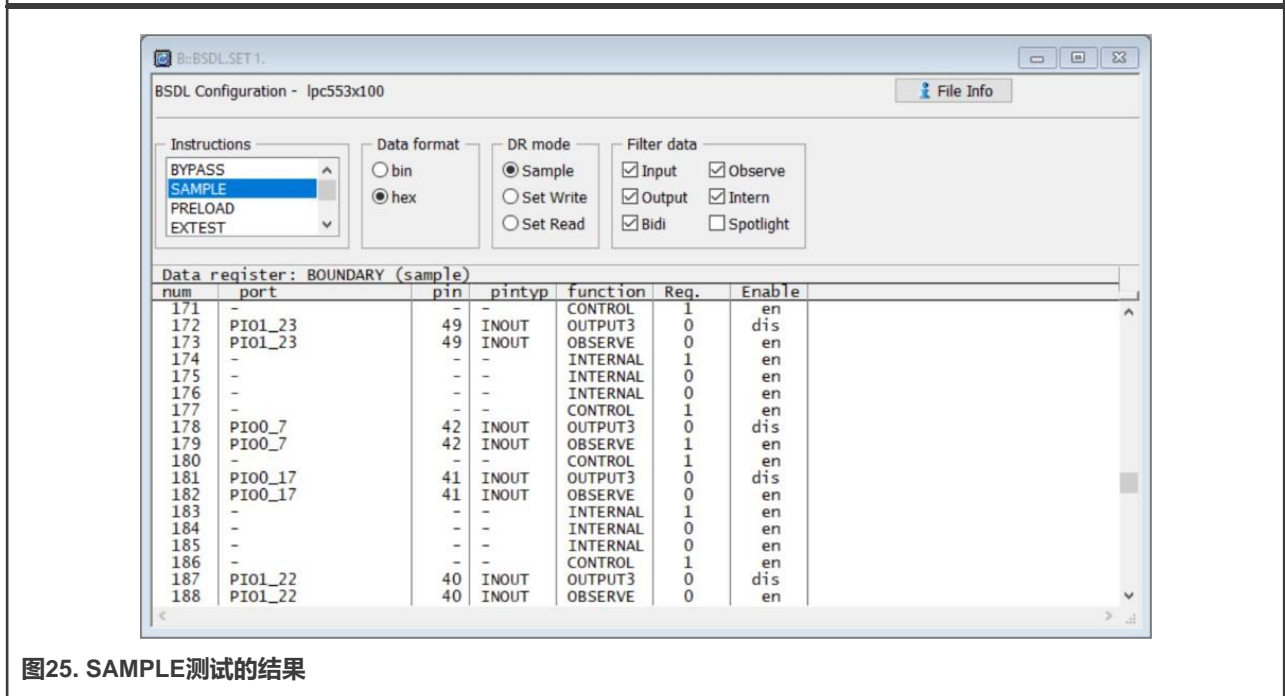 B::BSDL.SET 1.
BSDL Configuration - lpc553x100
File Info
Instructions
BYPASS
SAMPLE
PRELOAD
EXTEST
Data format
bin
hex
DR mode
Sample
Set Write
Set Read
Filter data
Input Observe
Output Intern
Bidi Spotlight
Data register: BOUNDARY (sample)
num port pin pintyp function Reg. Enable
171 - - - CONTROL 1 en
172 PIO1_23 49 INOUT OUTPUT3 0 dis
173 PIO1_23 49 INOUT OBSERVE 0 en
174 - - - INTERNAL 1 en
175 - - - INTERNAL 0 en
176 - - - INTERNAL 0 en
177 - - - CONTROL 1 en
178 PIO0_7 42 INOUT OUTPUT3 0 dis
179 PIO0_7 42 INOUT OBSERVE 1 en
180 - - - CONTROL 1 en
181 PIO0_17 41 INOUT OUTPUT3 0 dis
182 PIO0_17 41 INOUT OBSERVE 0 en
183 - - - INTERNAL 1 en
184 - - - INTERNAL 0 en
185 - - - INTERNAL 0 en
186 - - - CONTROL 1 en
187 PIO1_22 40 INOUT OUTPUT3 0 dis
188 PIO1_22 40 INOUT OBSERVE 0 en
图25. SAMPLE测试的结果